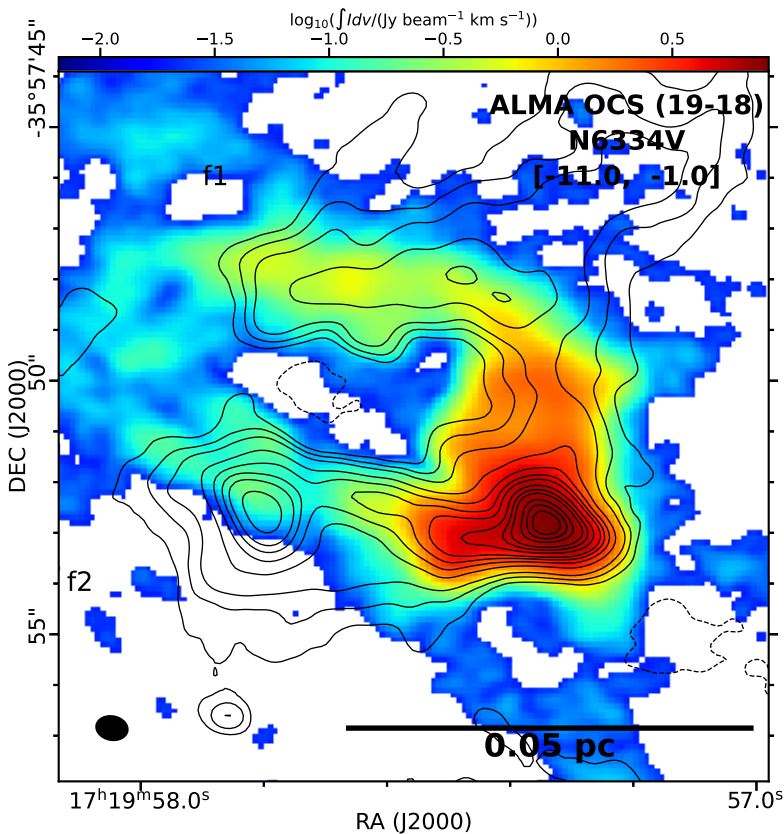 log₁₀(∫Idv/(Jy beam⁻¹ km s⁻¹))
−2.0 −1.5 −1.0 −0.5 0.0 0.5
ALMA OCS (19-18)
N6334V
[-11.0, -1.0]
f1
f2
0.05 pc
-35°57'45"
50"
55"
DEC (J2000)
17ʰ19ᵐ58.0ˢ 57.0ˢ
RA (J2000)